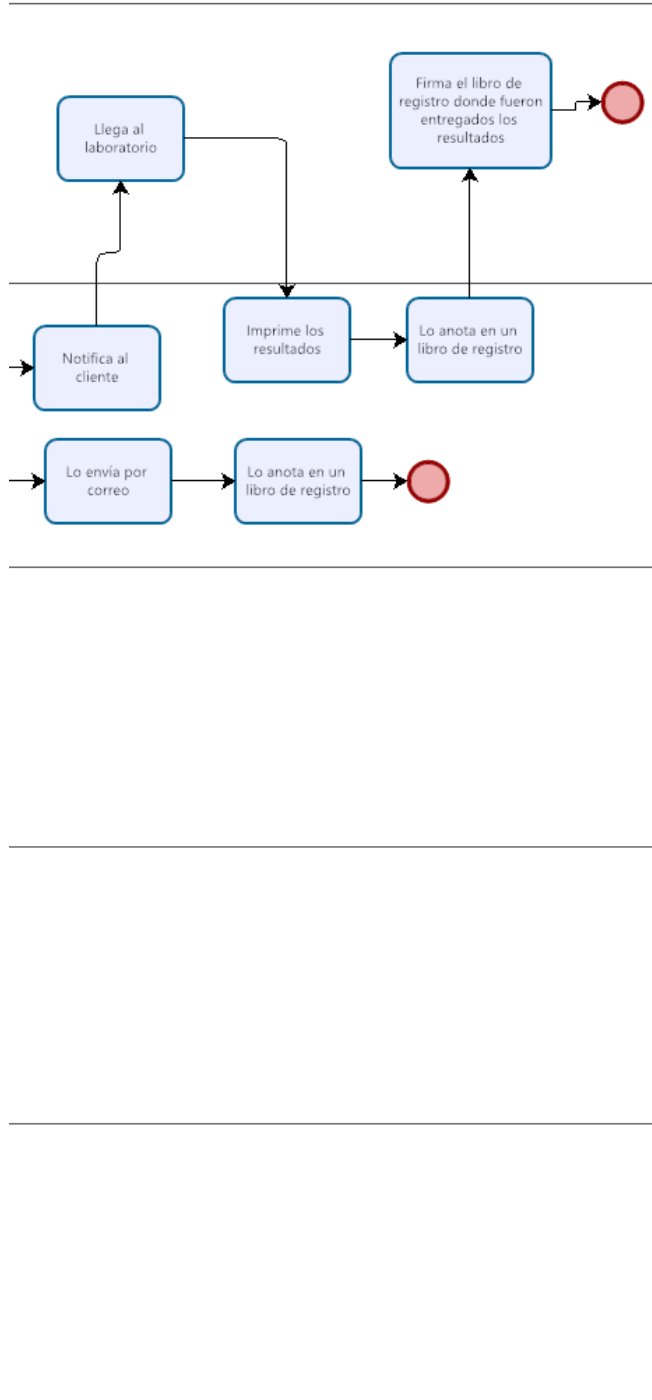 Firma el libro de
registro donde fueron
entregados los
resultados
Llega al
laboratorio
Imprime los
resultados
Lo anota en un
libro de registro
Notifica al
cliente
Lo envía por
correo
Lo anota en un
libro de registro